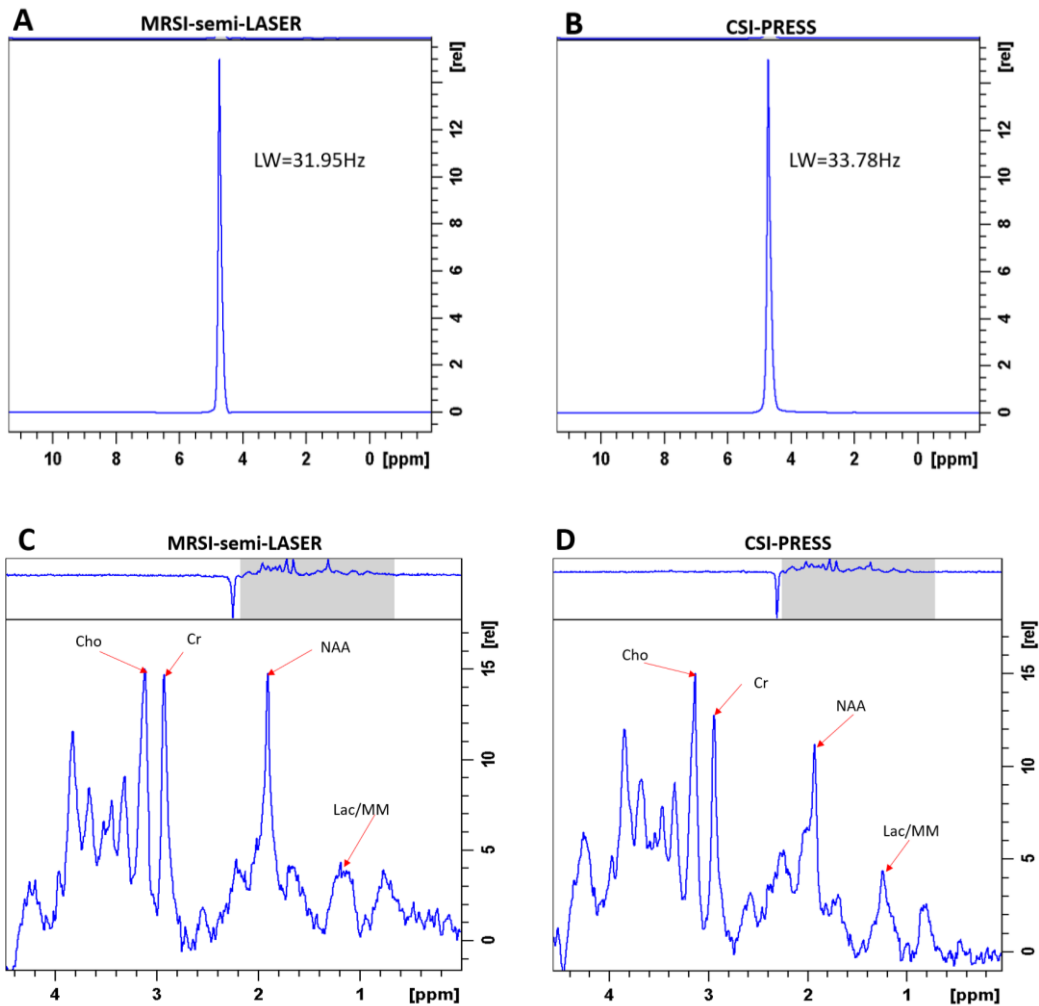 A
MRSI-semi-LASER
[rel]
12
10
8
6
4
2
0
LW=31.95Hz
10 8 6 4 2 0 [ppm]
B
CSI-PRESS
[rel]
12
10
8
6
4
2
0
LW=33.78Hz
10 8 6 4 2 0 [ppm]
C
MRSI-semi-LASER
[rel]
15
10
5
0
Cho
Cr
NAA
Lac/MM
4 3 2 1 [ppm]
D
CSI-PRESS
[rel]
15
10
5
0
Cho
Cr
NAA
Lac/MM
4 3 2 1 [ppm]